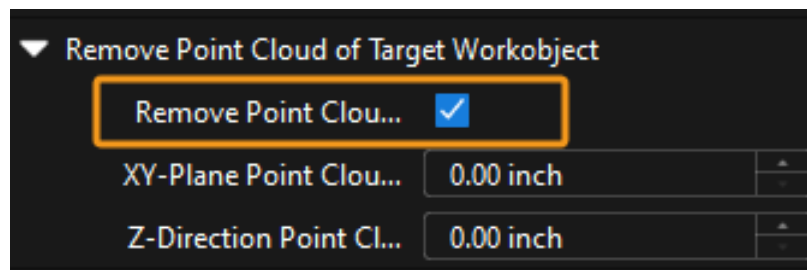 Remove Point Cloud of Target Workobject
Remove Point Clou...
XY-Plane Point Clou... 0.00 inch
Z-Direction Point Cl... 0.00 inch